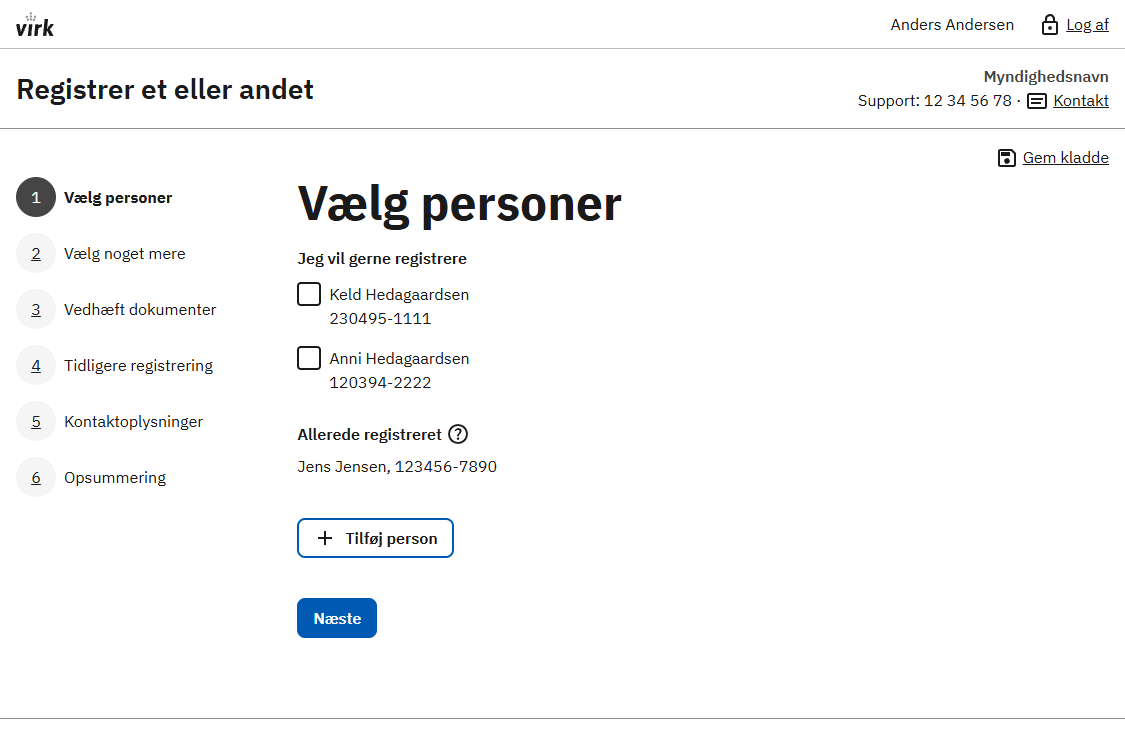 virk
Anders Andersen Log af
Registrer et eller andet
Myndighedsnavn
Support: 12 34 56 78 · Kontakt
Gem kladde
1 Vælg personer
2 Vælg noget mere
3 Vedhæft dokumenter
4 Tidligere registrering
5 Kontaktoplysninger
6 Opsummering
Vælg personer
Jeg vil gerne registrere
Keld Hedagaardsen
230495-1111
Anni Hedagaardsen
120394-2222
Allerede registreret ?
Jens Jensen, 123456-7890
+ Tilføj person
Næste